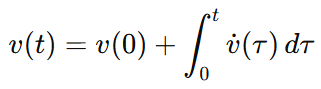 v(t) = v(0) + ∫₀ᵗ v̇(τ) dτ